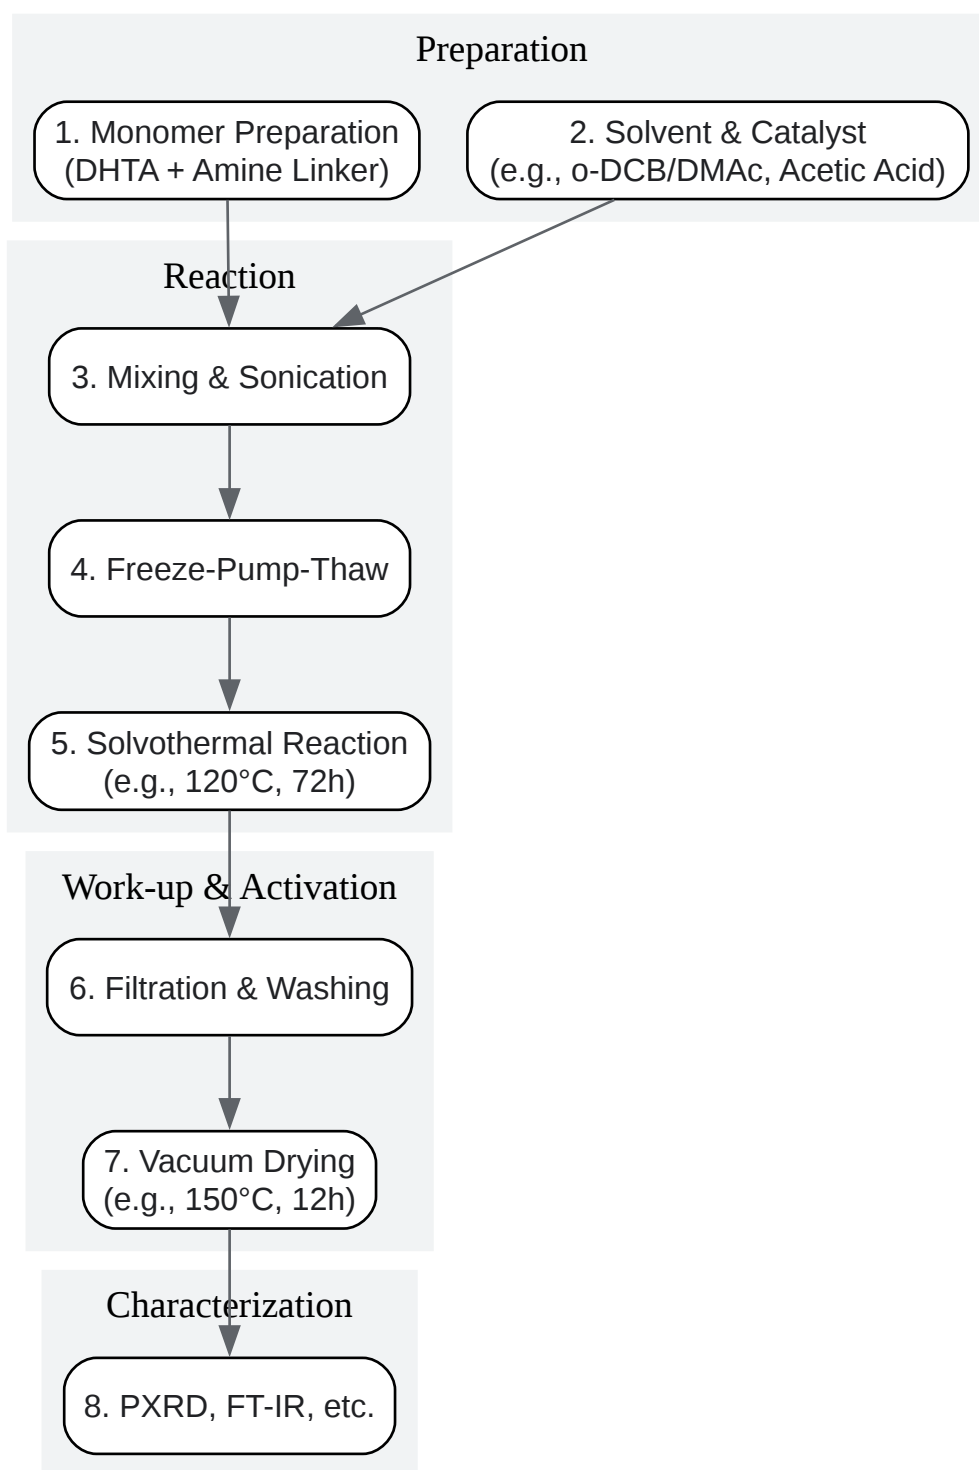 Preparation
1. Monomer Preparation
(DHTA + Amine Linker)
2. Solvent & Catalyst
(e.g., o-DCB/DMAc, Acetic Acid)
Reaction
3. Mixing & Sonication
4. Freeze-Pump-Thaw
5. Solvothermal Reaction
(e.g., 120°C, 72h)
Work-up & Activation
6. Filtration & Washing
7. Vacuum Drying
(e.g., 150°C, 12h)
Characterization
8. PXRD, FT-IR, etc.